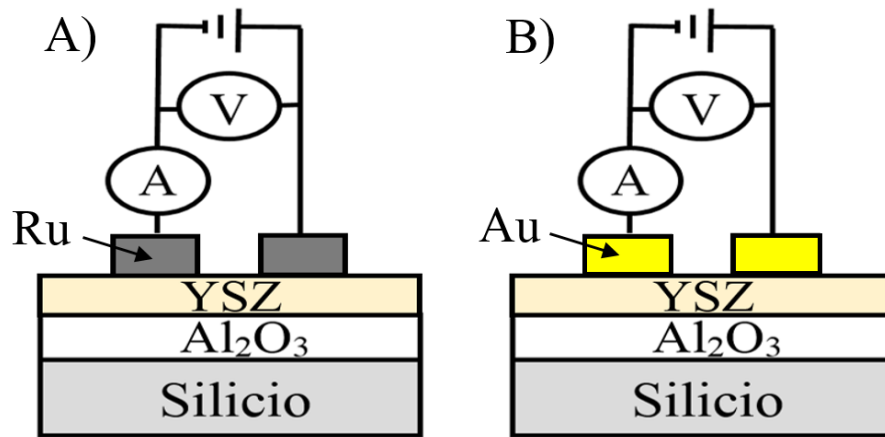 A)
V
A
Ru
YSZ
Al₂O₃
Silicio
B)
V
A
Au
YSZ
Al₂O₃
Silicio